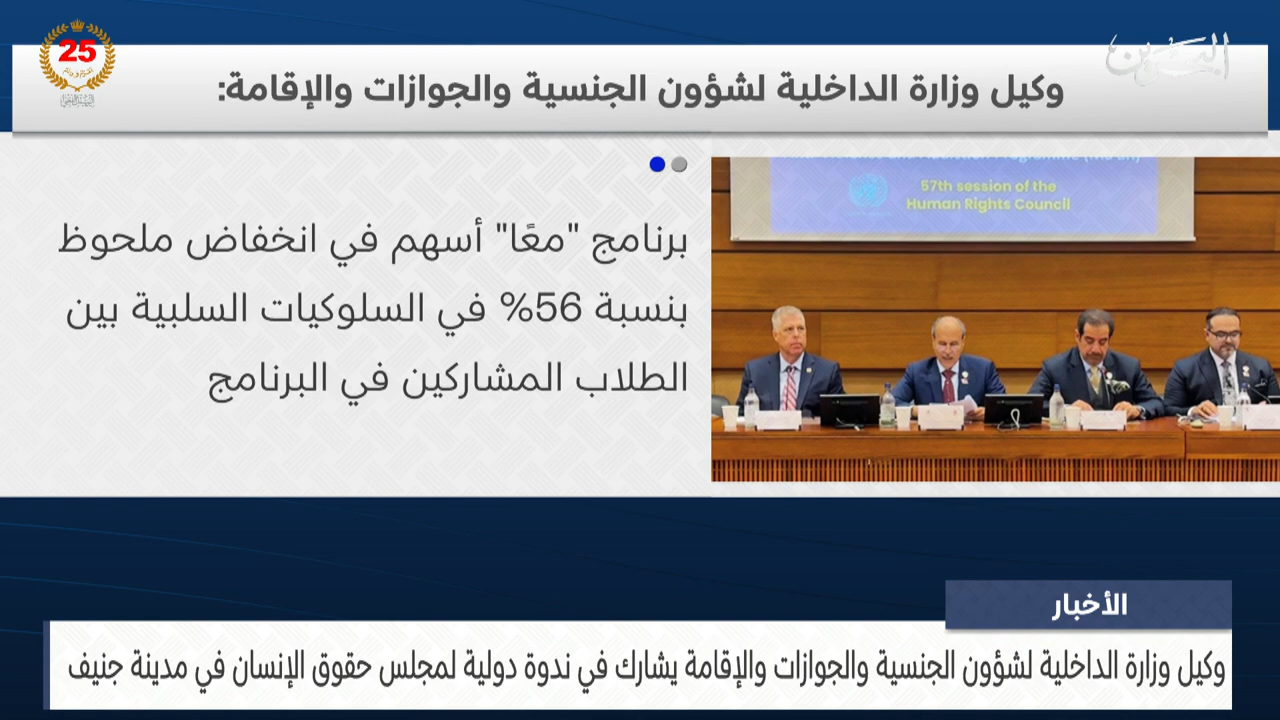 25
البحرين
وكيل وزارة الداخلية لشؤون الجنسية والجوازات والإقامة:
57th session of the
Human Rights Council
برنامج "معًا" أسهم في انخفاض ملحوظ
بنسبة 56% في السلوكيات السلبية بين
الطلاب المشاركين في البرنامج
الأخبار
وكيل وزارة الداخلية لشؤون الجنسية والجوازات والإقامة يشارك في ندوة دولية لمجلس حقوق الإنسان في مدينة جنيف